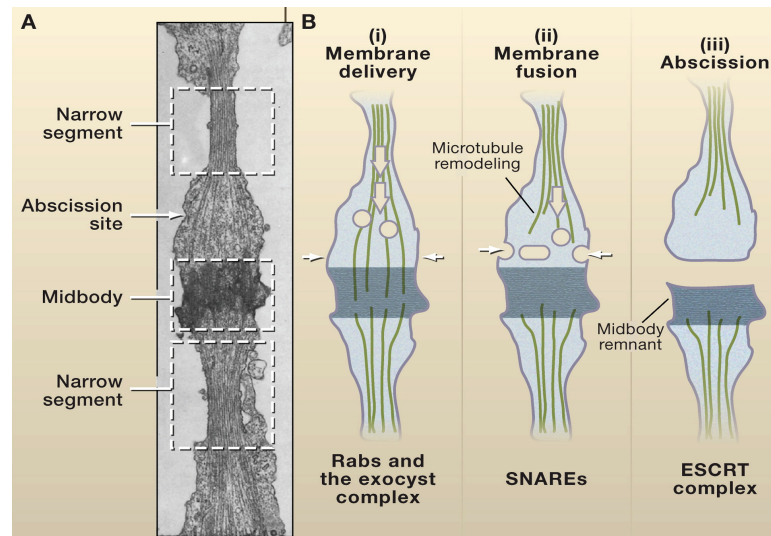 A
Narrow
segment
Abscission
site
Midbody
Narrow
segment
B
(i)
Membrane
delivery
(ii)
Membrane
fusion
(iii)
Abscission
Microtubule
remodeling
Midbody
remnant
Rabs and
the exocyst
complex
SNAREs
ESCRT
complex